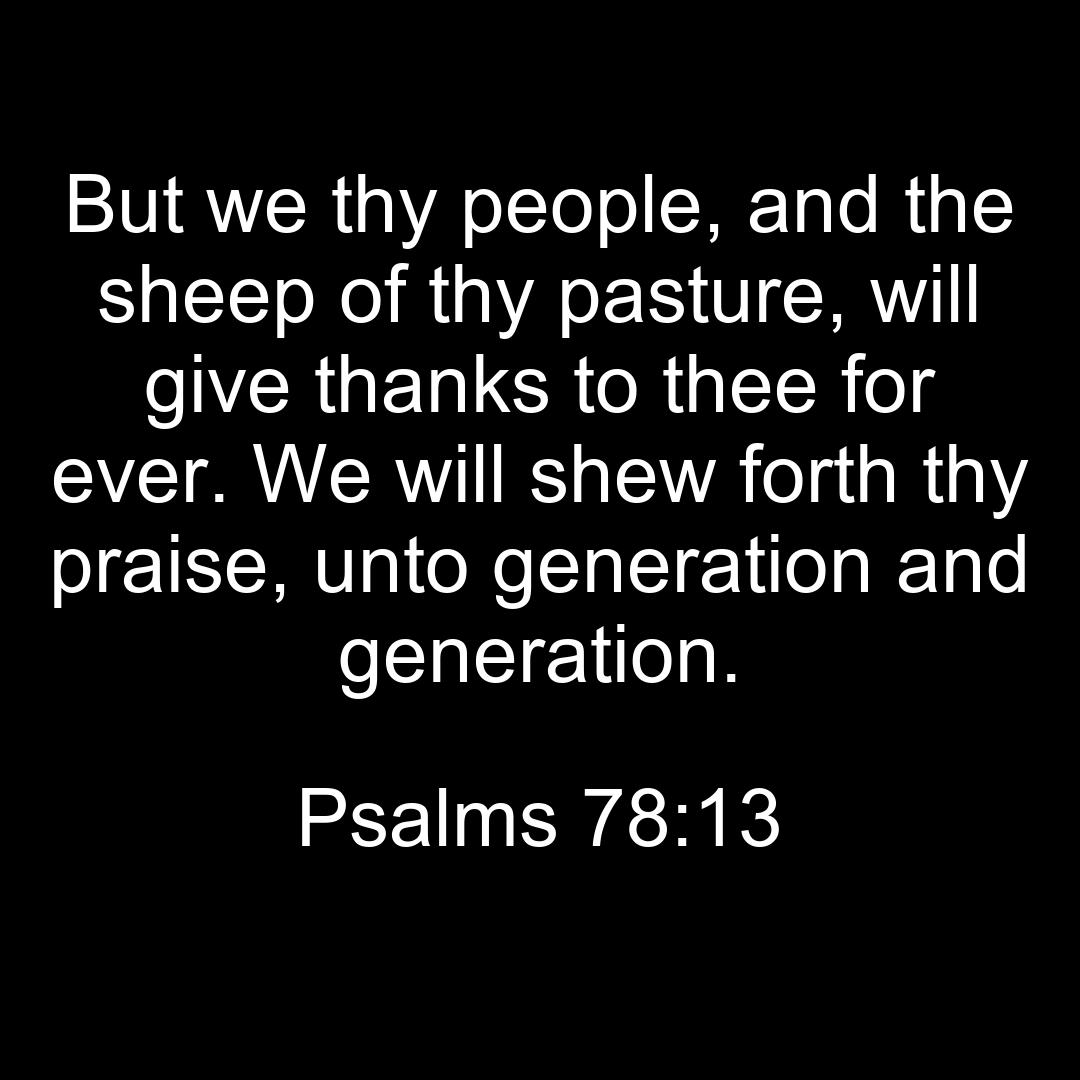 But we thy people, and the
sheep of thy pasture, will
give thanks to thee for
ever. We will shew forth thy
praise, unto generation and
generation.
Psalms 78:13